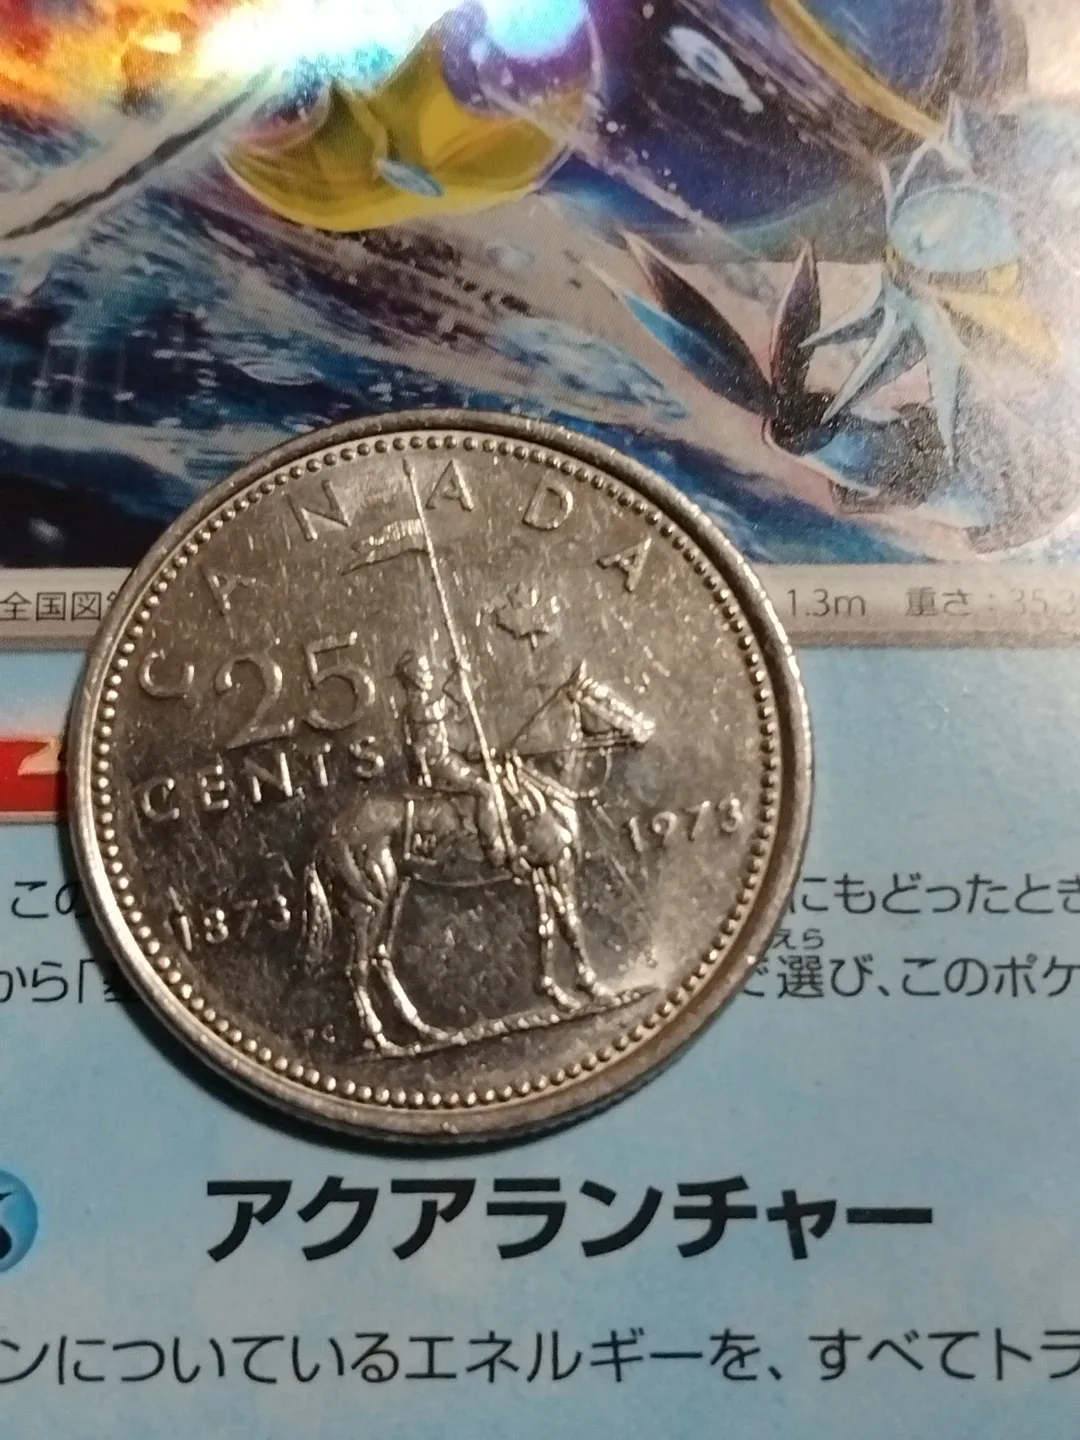 CANADA
25
CENTS
1873
1973
全国図
1.3m 重さ：35.3
この
にもどったとき
から「
えら
で選び、このポケ
アクアランチャー
ンについているエネルギーを、すべてトラ